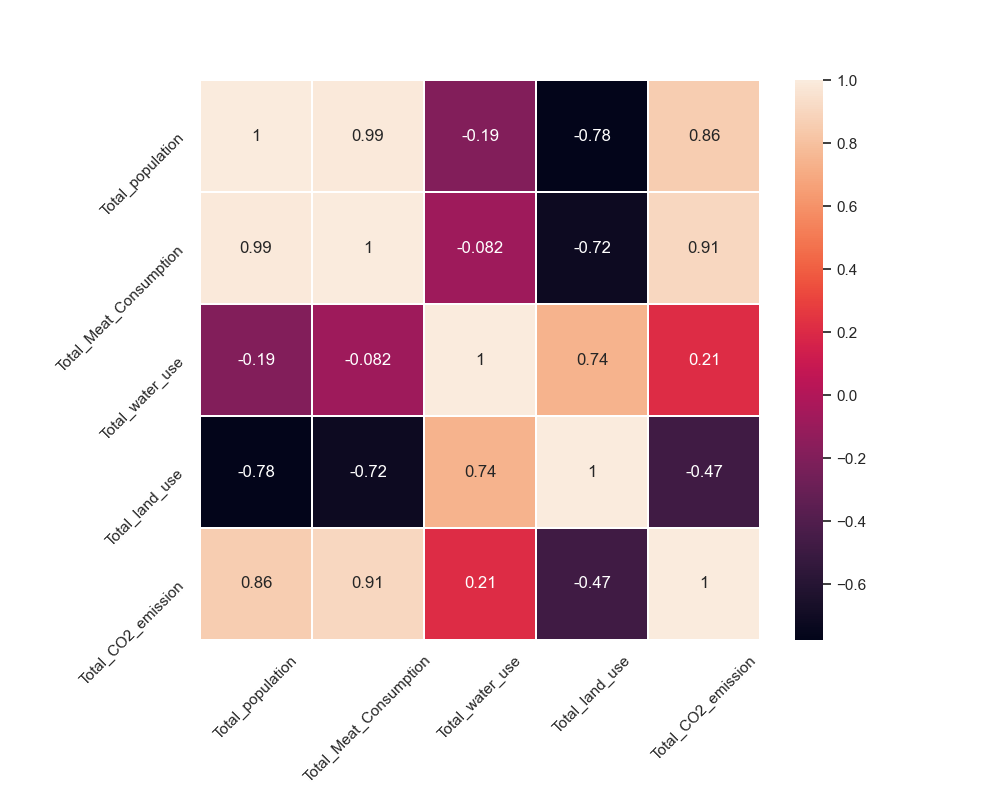 Total_population 1 0.99 -0.19 -0.78 0.86
Total_Meat_Consumption 0.99 1 -0.082 -0.72 0.91
Total_water_use -0.19 -0.082 1 0.74 0.21
Total_land_use -0.78 -0.72 0.74 1 -0.47
Total_CO2_emission 0.86 0.91 0.21 -0.47 1
Total_population
Total_Meat_Consumption
Total_water_use
Total_land_use
Total_CO2_emission
1.0
0.8
0.6
0.4
0.2
0.0
−0.2
−0.4
−0.6